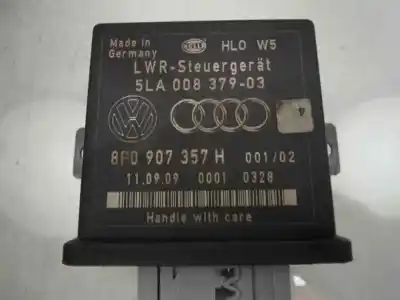 Made in
Germany
HELLA
HLO W5
LWR-Steuergerät
5LA 008 379-03
4
8P0 907 357 H 001/02
11.09.09 0001 0328
Handle with care